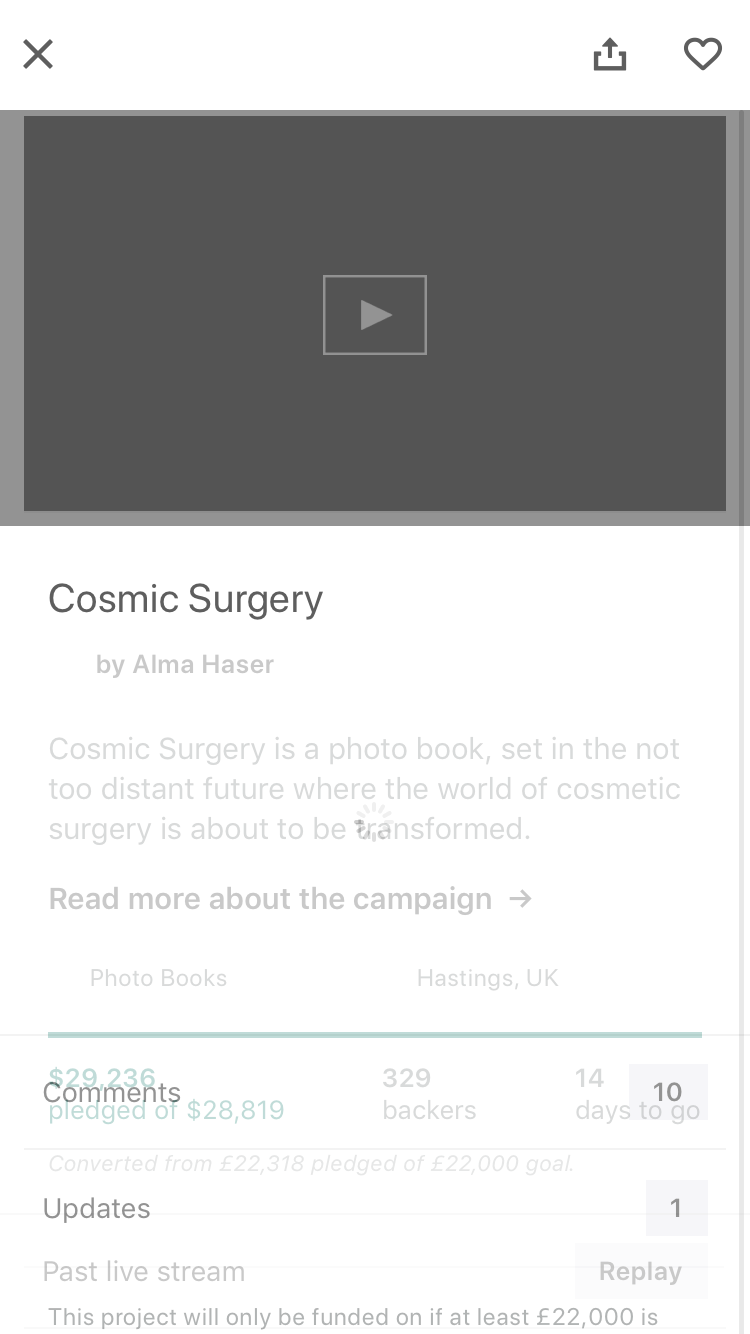 Cosmic Surgery
by Alma Haser
Cosmic Surgery is a photo book, set in the not
too distant future where the world of cosmetic
surgery is about to be transformed.
Read more about the campaign →
Photo Books
Hastings, UK
$29,236
pledged of $28,819
329
backers
14
days to go
Comments
10
Converted from £22,318 pledged of £22,000 goal.
Updates
1
Past live stream
Replay
This project will only be funded on if at least £22,000 is